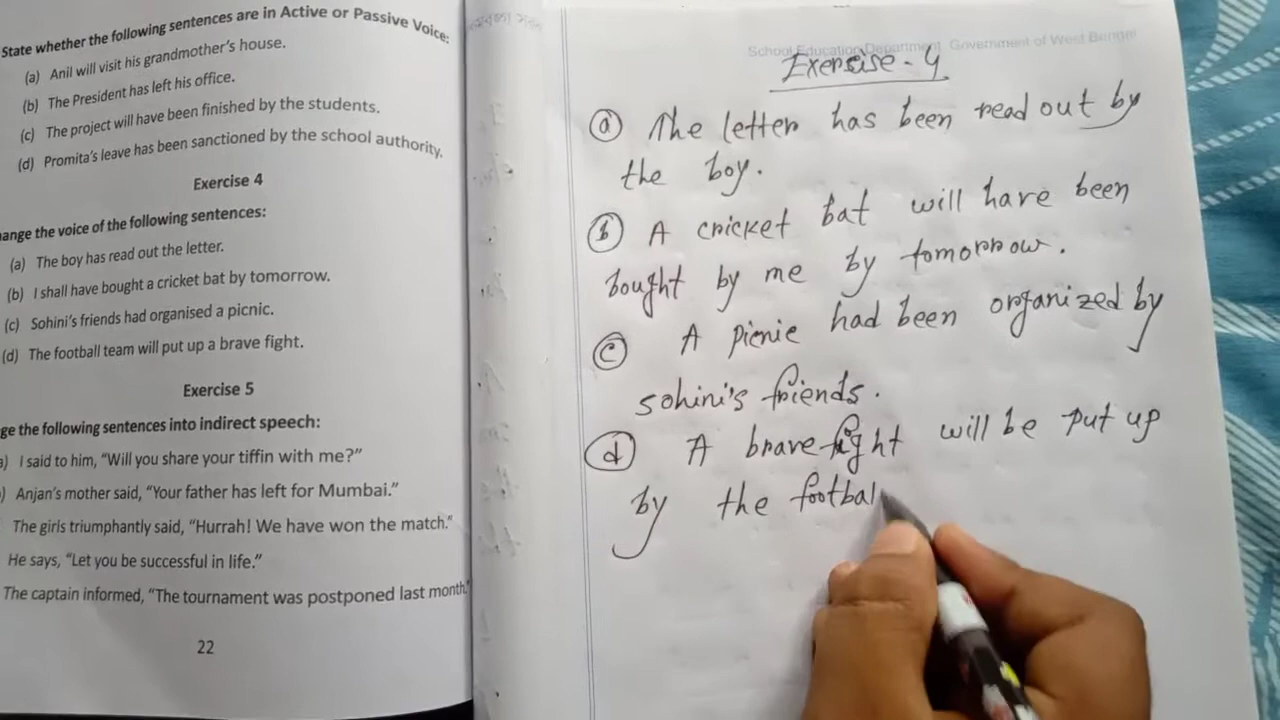 State whether the following sentences are in Active or Passive Voice:
(a) Anil will visit his grandmother's house.
(b) The President has left his office.
(c) The project will have been finished by the students.
(d) Promita's leave has been sanctioned by the school authority.
Exercise 4
ange the voice of the following sentences:
(a) The boy has read out the letter.
(b) I shall have bought a cricket bat by tomorrow.
(c) Sohini's friends had organised a picnic.
(d) The football team will put up a brave fight.
Exercise 5
ge the following sentences into indirect speech:
a) I said to him, "Will you share your tiffin with me?"
) Anjan's mother said, "Your father has left for Mumbai."
The girls triumphantly said, "Hurrah! We have won the match."
He says, "Let you be successful in life."
The captain informed, "The tournament was postponed last month."
22
School Education Department Government of West Bengal
Exercise - 4
(a) The letter has been read out by
the boy.
(b) A cricket bat will have been
bought by me by tomorrow.
(c) A picnic had been organized by
sohini's friends.
(d) A brave fight will be put up
by the footbal